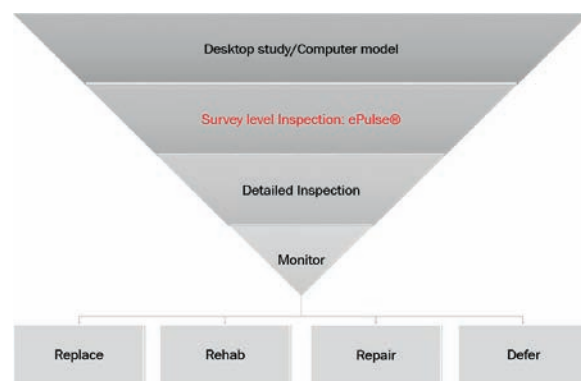 Desktop study/Computer model
Survey level Inspection: ePulse®
Detailed Inspection
Monitor
Replace
Rehab
Repair
Defer